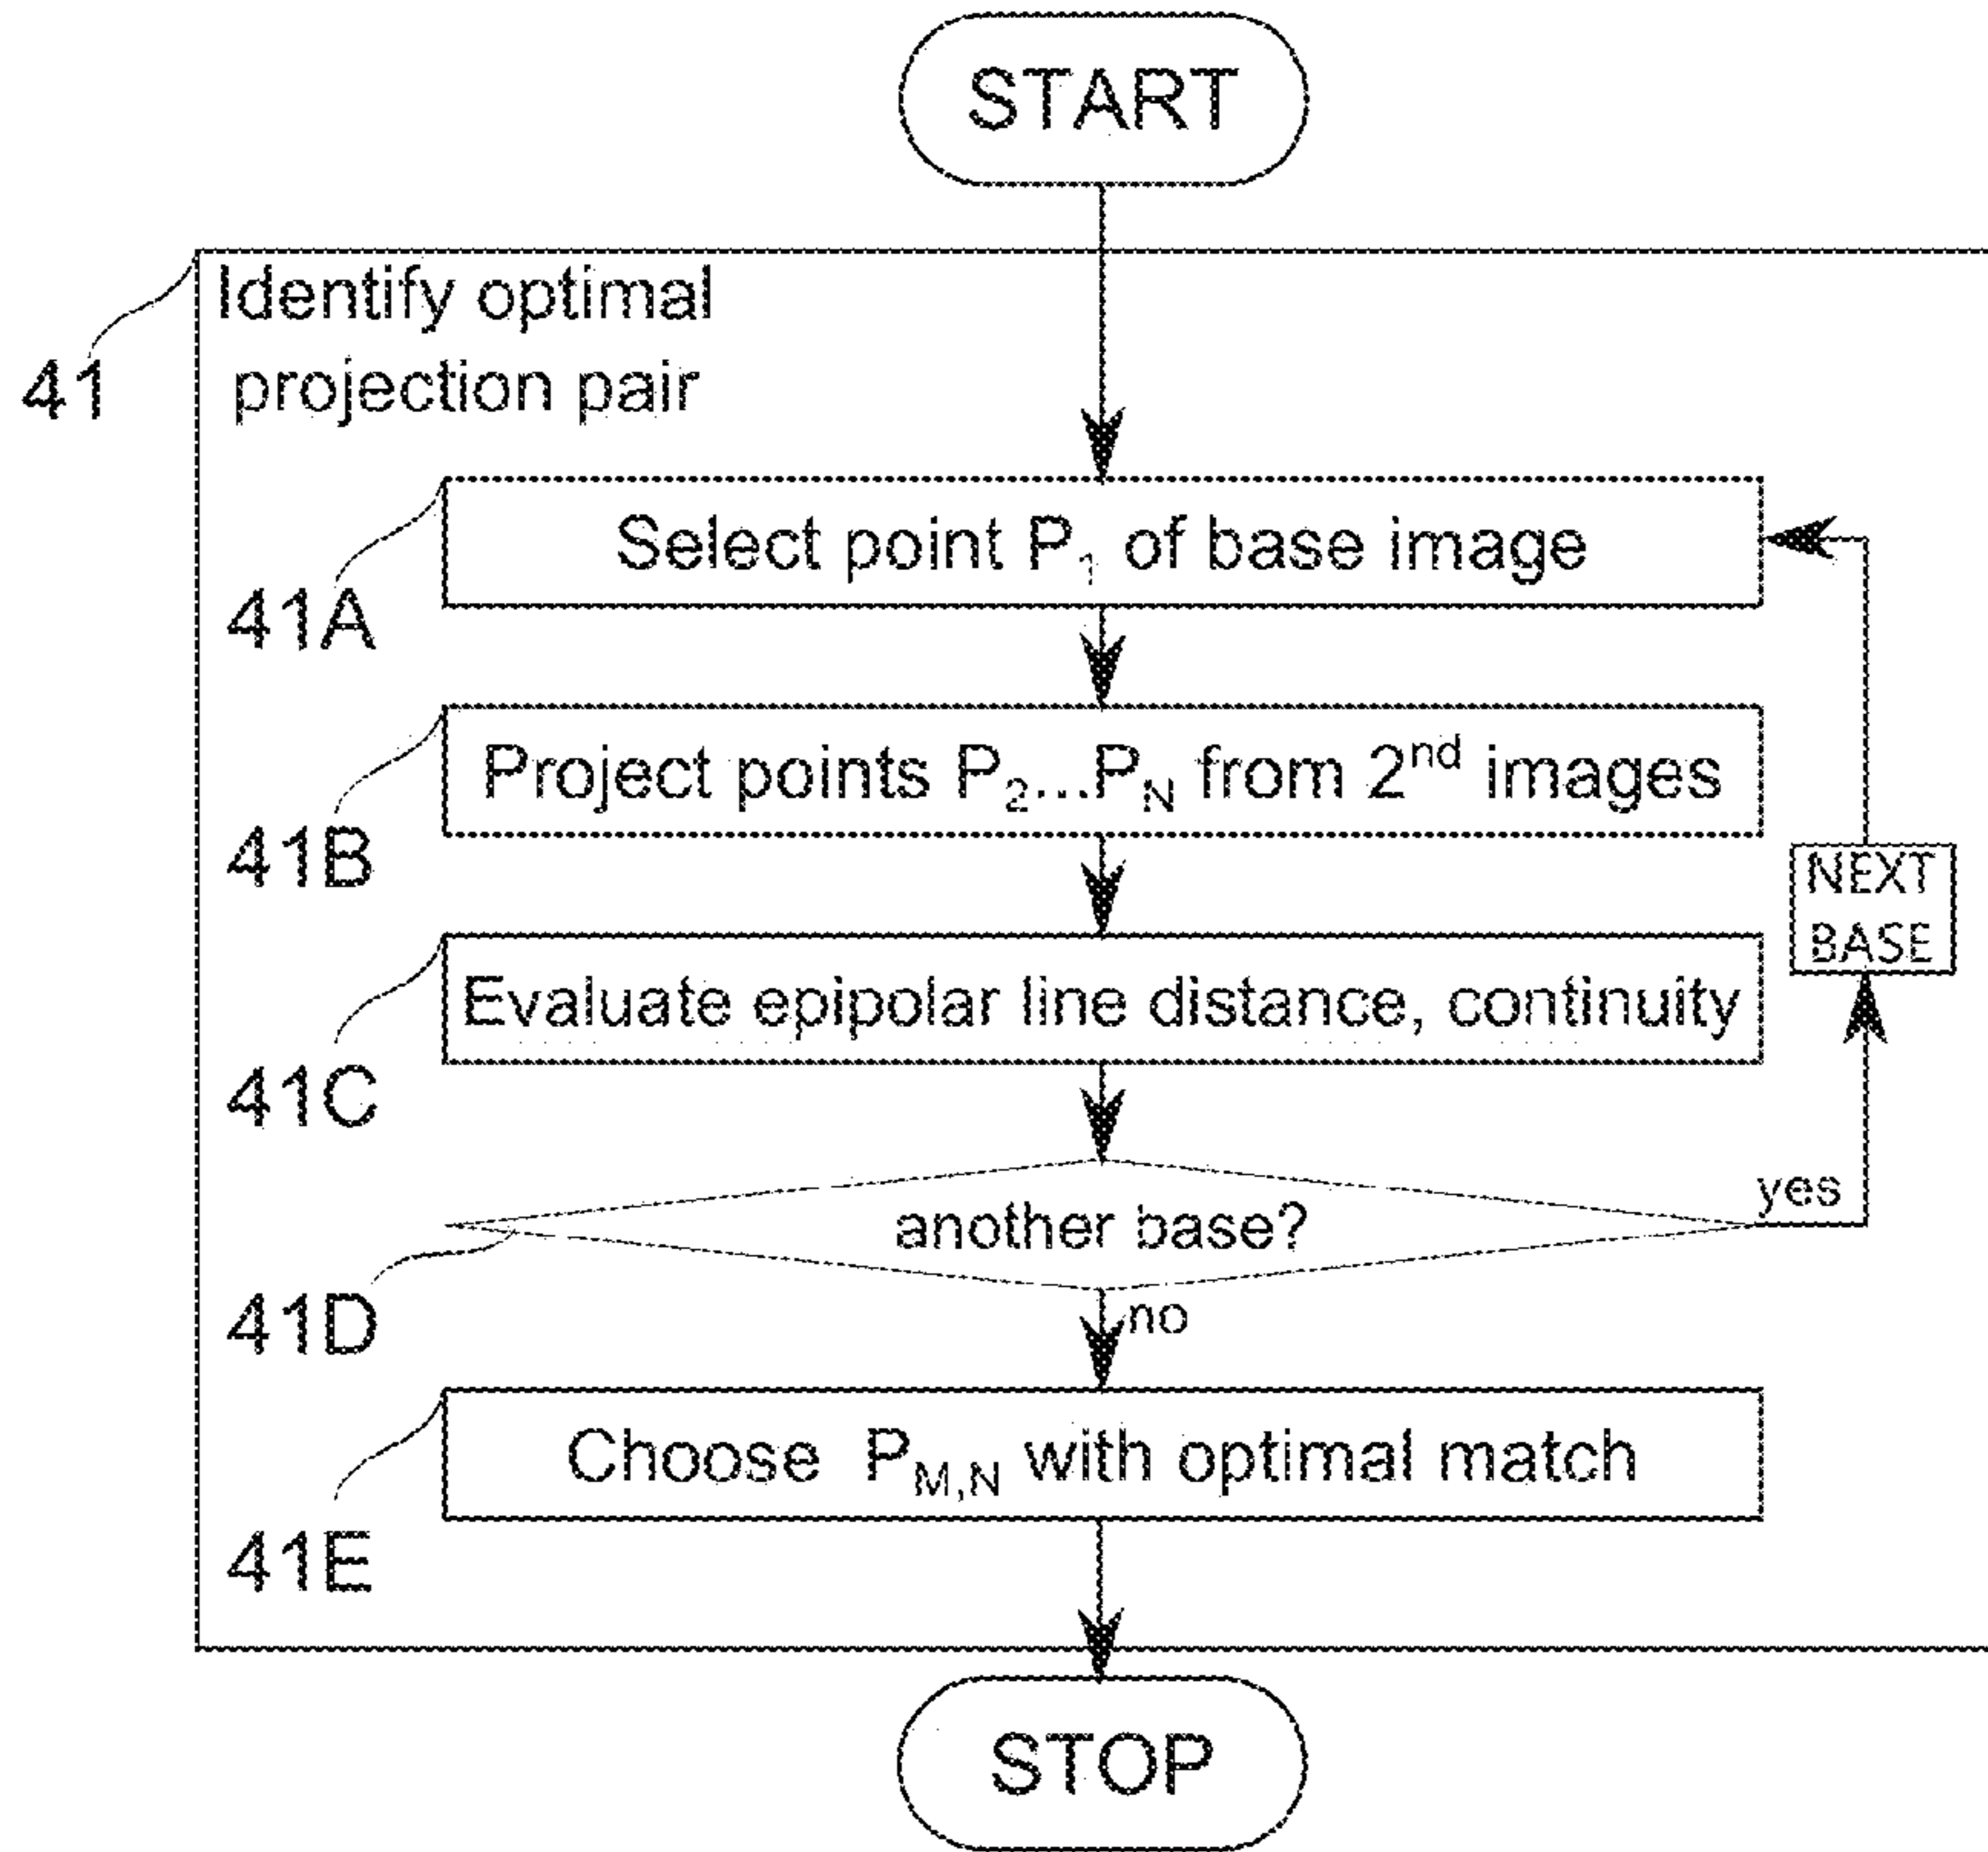 START
Identify optimal
projection pair
41
Select point P₁ of base image
41A
Project points P₂...P_N from 2ⁿᵈ images
41B
NEXT
BASE
Evaluate epipolar line distance, continuity
41C
another base?
yes
41D
no
Choose P_M,N with optimal match
41E
STOP